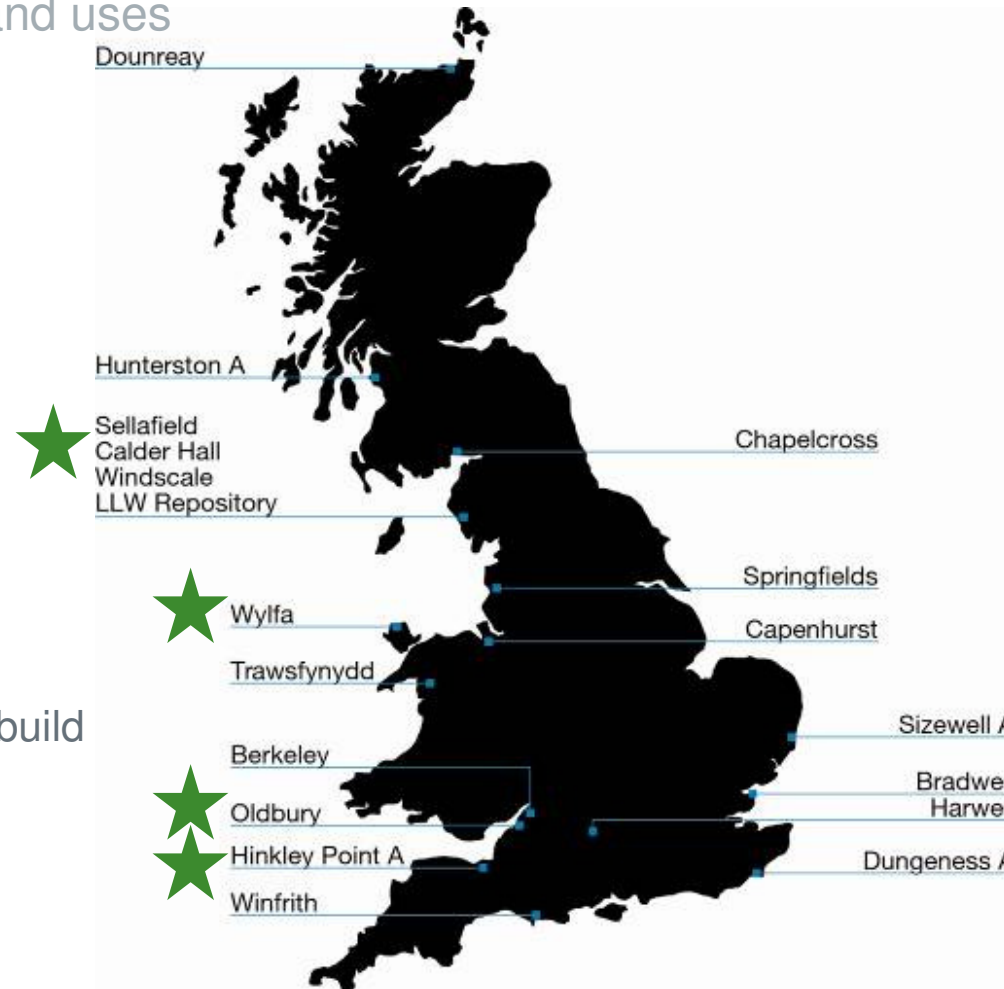 and uses
Dounreay
Hunterston A
Sellafield
Calder Hall
Windscale
LLW Repository
Chapelcross
Springfields
Wylfa
Capenhurst
Trawsfynydd
build
Sizewell A
Berkeley
Bradwe
Harwe
Oldbury
Hinkley Point A
Dungeness A
Winfrith